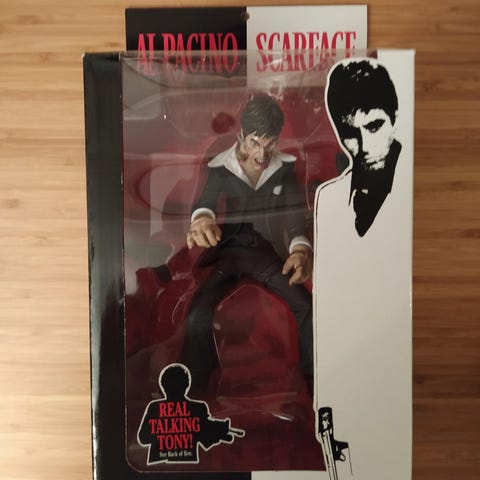 AL PACINO SCARFACE
REAL
TALKING
TONY!
See Back of Box.